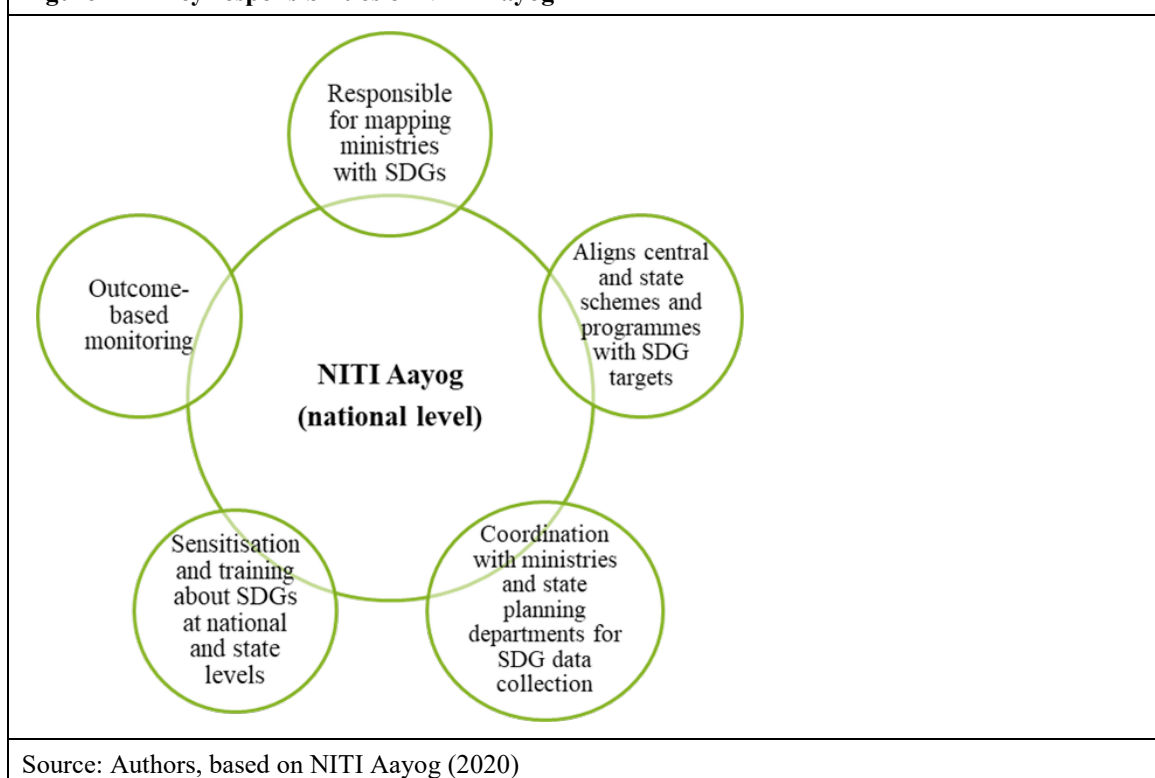 Responsible
for mapping
ministries
with SDGs
Aligns central
and state
schemes and
programmes
with SDG
targets
Outcome-
based
monitoring
NITI Aayog
(national level)
Sensitisation
and training
about SDGs
at national
and state
levels
Coordination
with ministries
and state
planning
departments for
SDG data
collection
Source: Authors, based on NITI Aayog (2020)